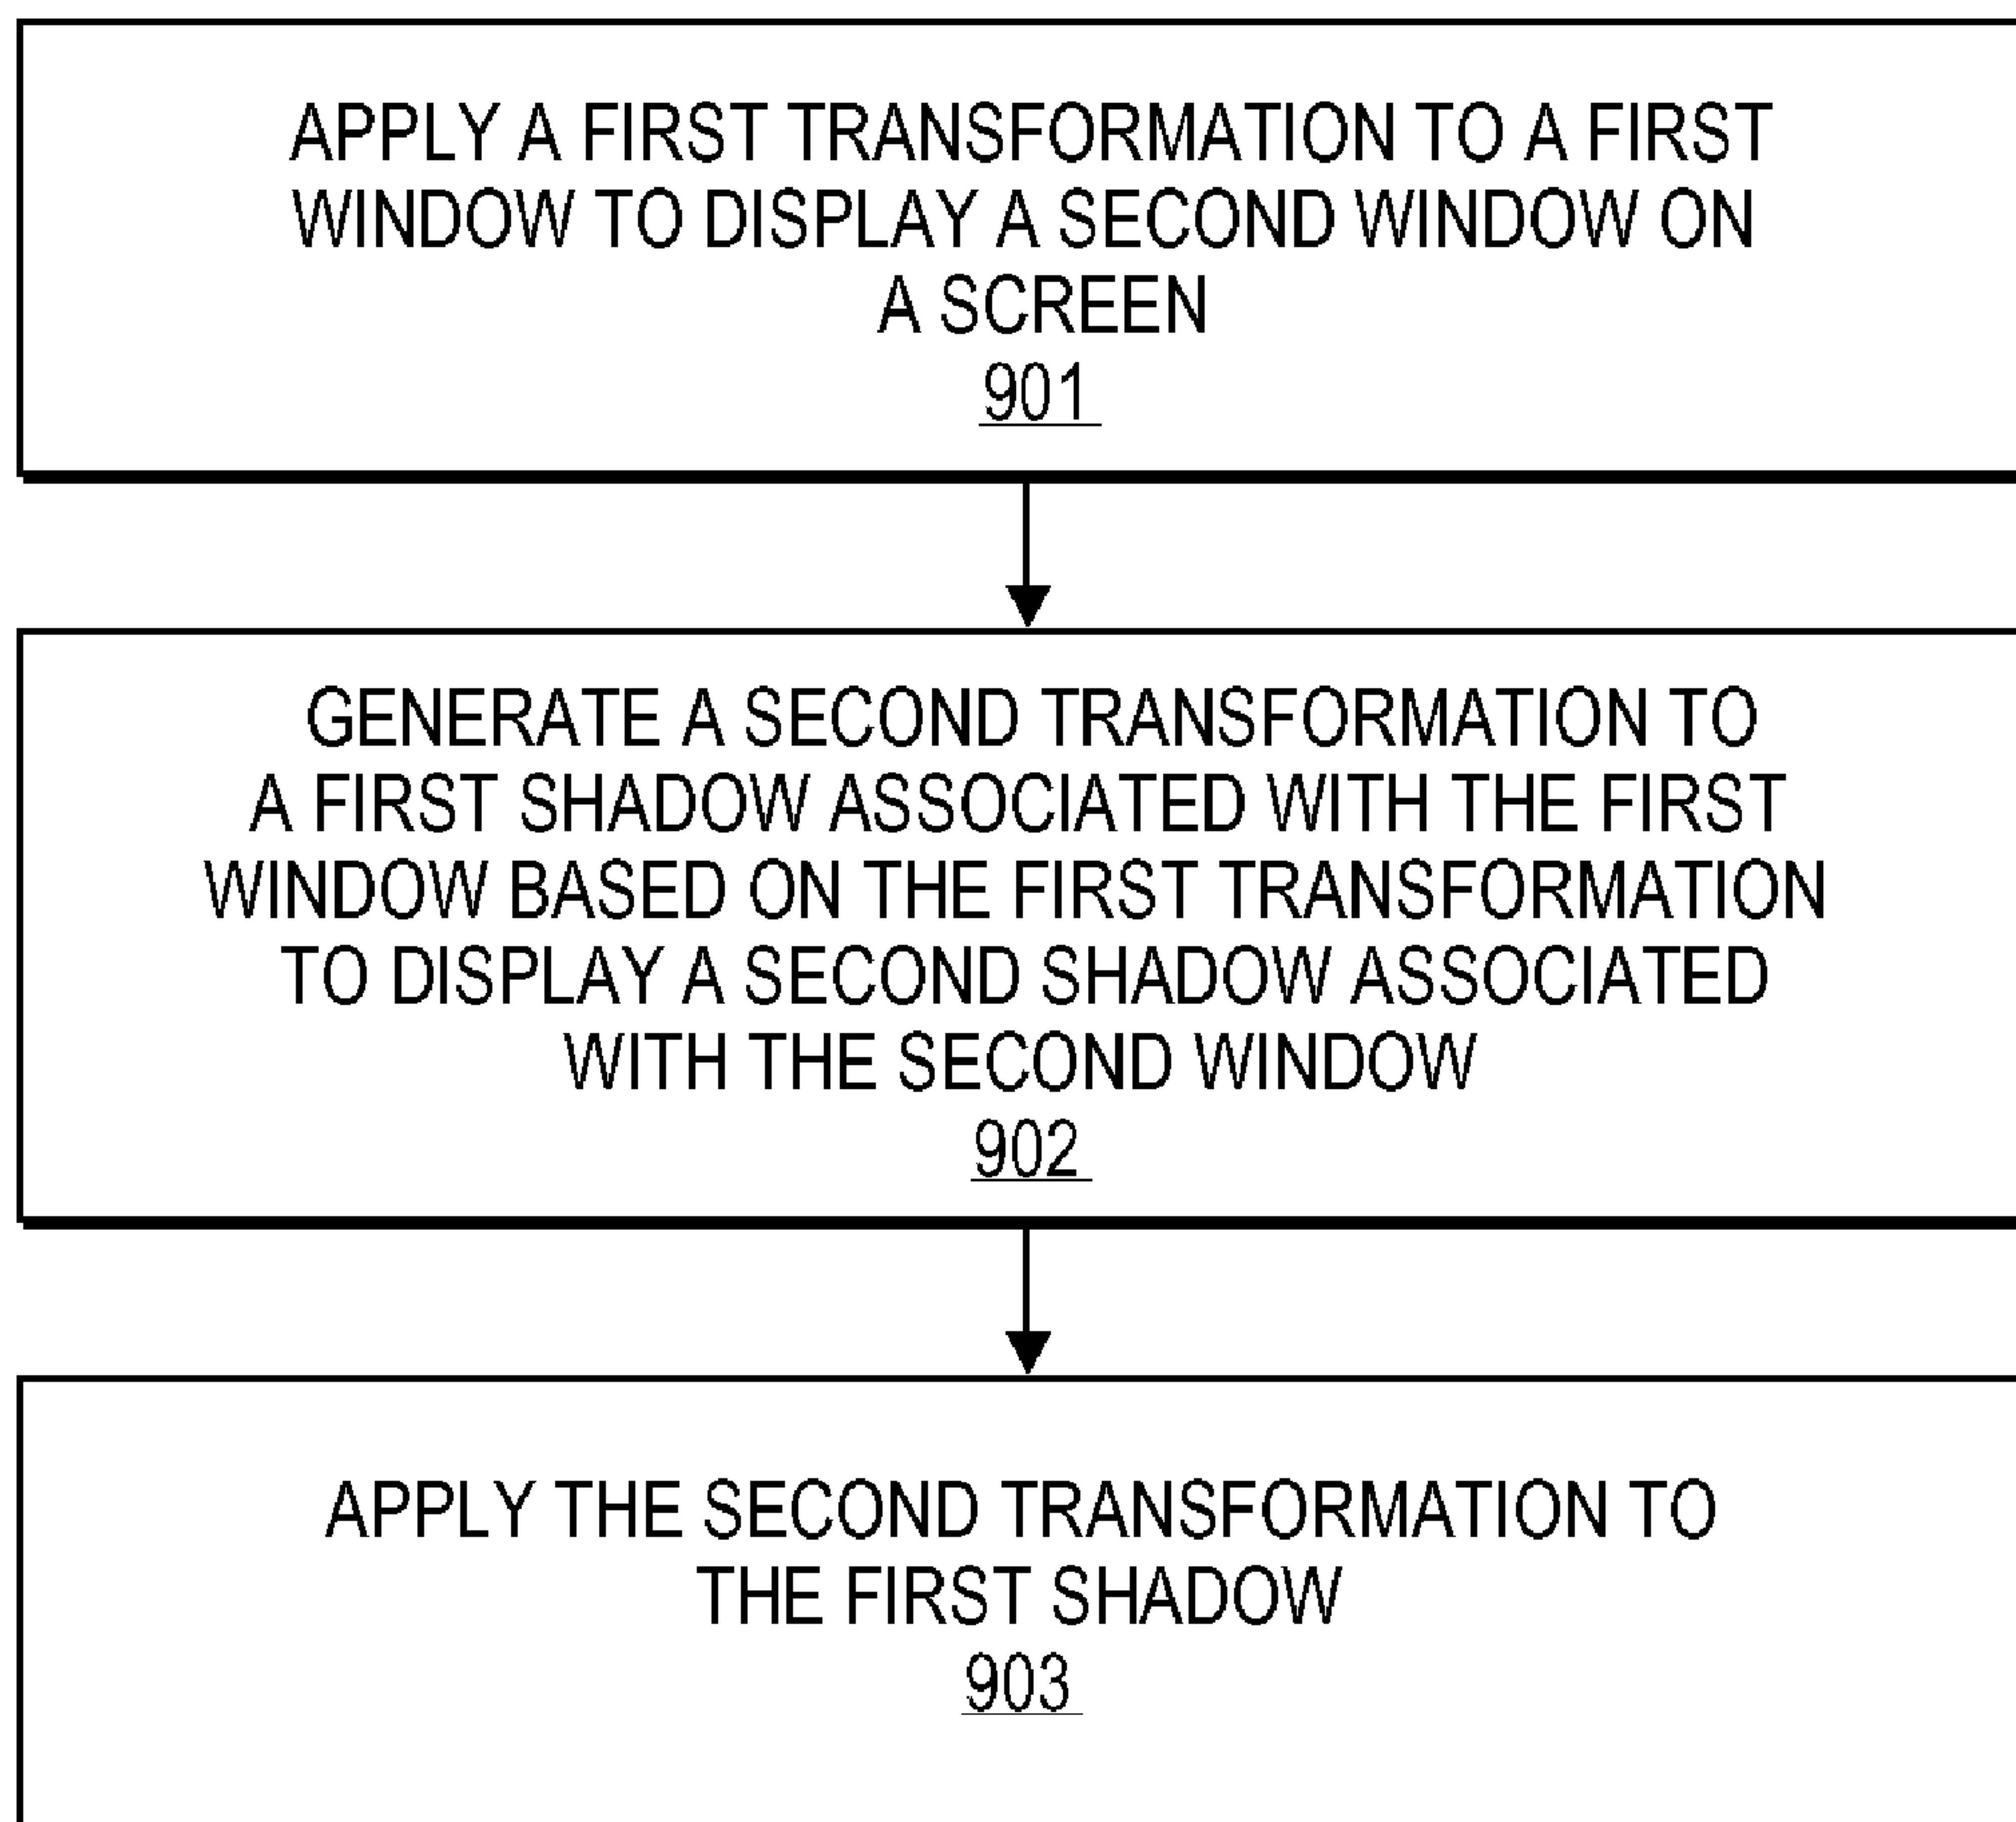 APPLY A FIRST TRANSFORMATION TO A FIRST
WINDOW TO DISPLAY A SECOND WINDOW ON
A SCREEN
901
GENERATE A SECOND TRANSFORMATION TO
A FIRST SHADOW ASSOCIATED WITH THE FIRST
WINDOW BASED ON THE FIRST TRANSFORMATION
TO DISPLAY A SECOND SHADOW ASSOCIATED
WITH THE SECOND WINDOW
902
APPLY THE SECOND TRANSFORMATION TO
THE FIRST SHADOW
903